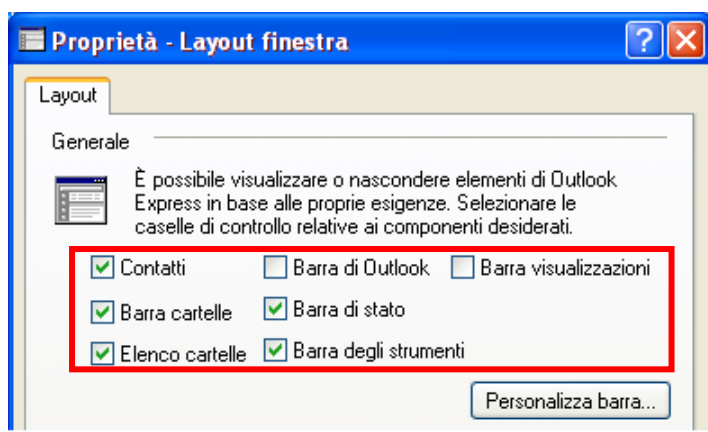 Proprietà - Layout finestra
Layout
Generale
È possibile visualizzare o nascondere elementi di Outlook
Express in base alle proprie esigenze. Selezionare le
caselle di controllo relative ai componenti desiderati.
Contatti Barra di Outlook Barra visualizzazioni
Barra cartelle Barra di stato
Elenco cartelle Barra degli strumenti
Personalizza barra...